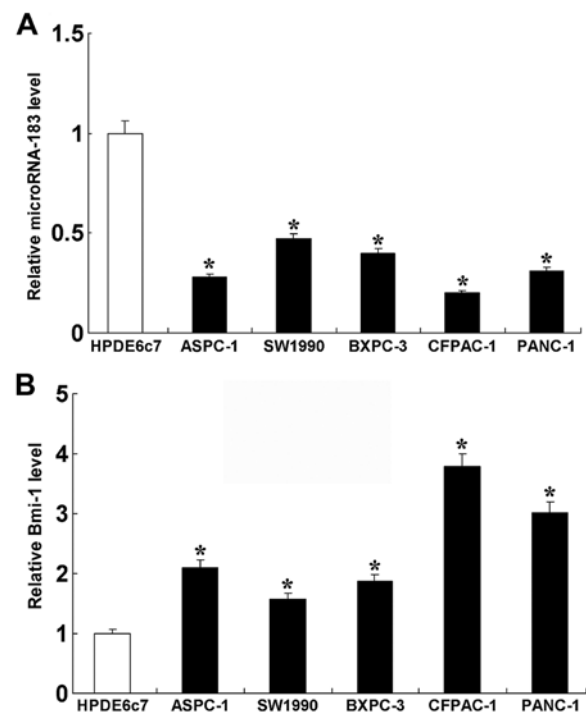 A
Relative microRNA-183 level
1.5
1
0.5
0
* * * * *
HPDE6c7 ASPC-1 SW1990 BXPC-3 CFPAC-1 PANC-1
B
Relative Bmi-1 level
5
4
3
2
1
0
* * * * *
HPDE6c7 ASPC-1 SW1990 BXPC-3 CFPAC-1 PANC-1